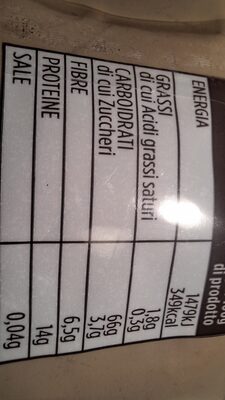 di prodotto
ENERGIA 1479kJ
349kcal
GRASSI 1,8g
di cui Acidi grassi saturi 0,3g
CARBOIDRATI 66g
di cui Zuccheri 3,7g
FIBRE 6,5g
PROTEINE 14g
SALE 0,04g